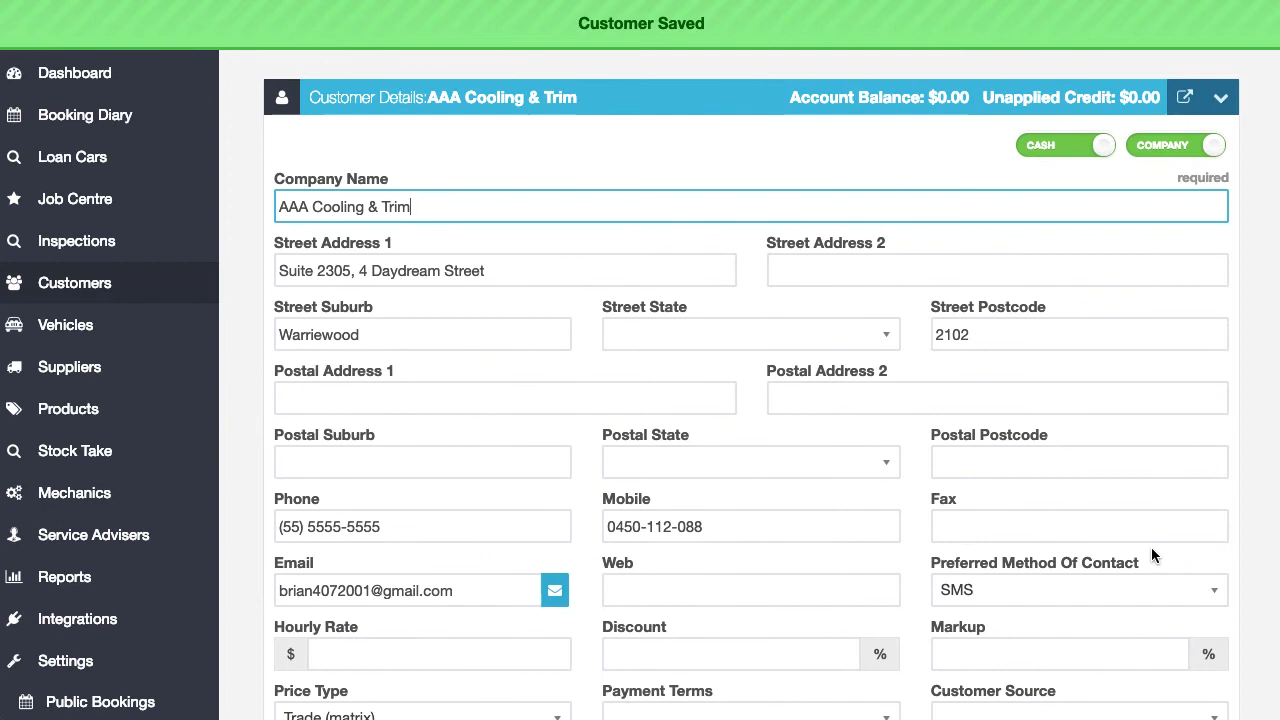 Customer Saved
Dashboard
Booking Diary
Loan Cars
Job Centre
Inspections
Customers
Vehicles
Suppliers
Products
Stock Take
Mechanics
Service Advisers
Reports
Integrations
Settings
Public Bookings
Customer Details:AAA Cooling & Trim Account Balance: $0.00 Unapplied Credit: $0.00
CASH COMPANY
Company Name required
AAA Cooling & Trim
Street Address 1 Street Address 2
Suite 2305, 4 Daydream Street
Street Suburb Street State Street Postcode
Warriewood 2102
Postal Address 1 Postal Address 2
Postal Suburb Postal State Postal Postcode
Phone Mobile Fax
(55) 5555-5555 0450-112-088
Email Web Preferred Method Of Contact
brian4072001@gmail.com SMS
Hourly Rate Discount Markup
$ % %
Price Type Payment Terms Customer Source
Trade (matrix)